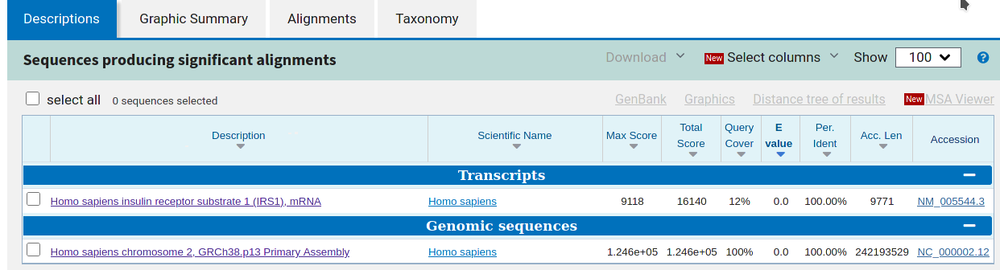 Descriptions Graphic Summary Alignments Taxonomy
Sequences producing significant alignments Download New Select columns Show 100 ?
select all 0 sequences selected GenBank Graphics Distance tree of results New MSA Viewer
Description Scientific Name Max Score Total Score Query Cover E value Per. Ident Acc. Len Accession
Transcripts
Homo sapiens insulin receptor substrate 1 (IRS1), mRNA Homo sapiens 9118 16140 12% 0.0 100.00% 9771 NM_005544.3
Genomic sequences
Homo sapiens chromosome 2, GRCh38.p13 Primary Assembly Homo sapiens 1.246e+05 1.246e+05 100% 0.0 100.00% 242193529 NC_000002.12